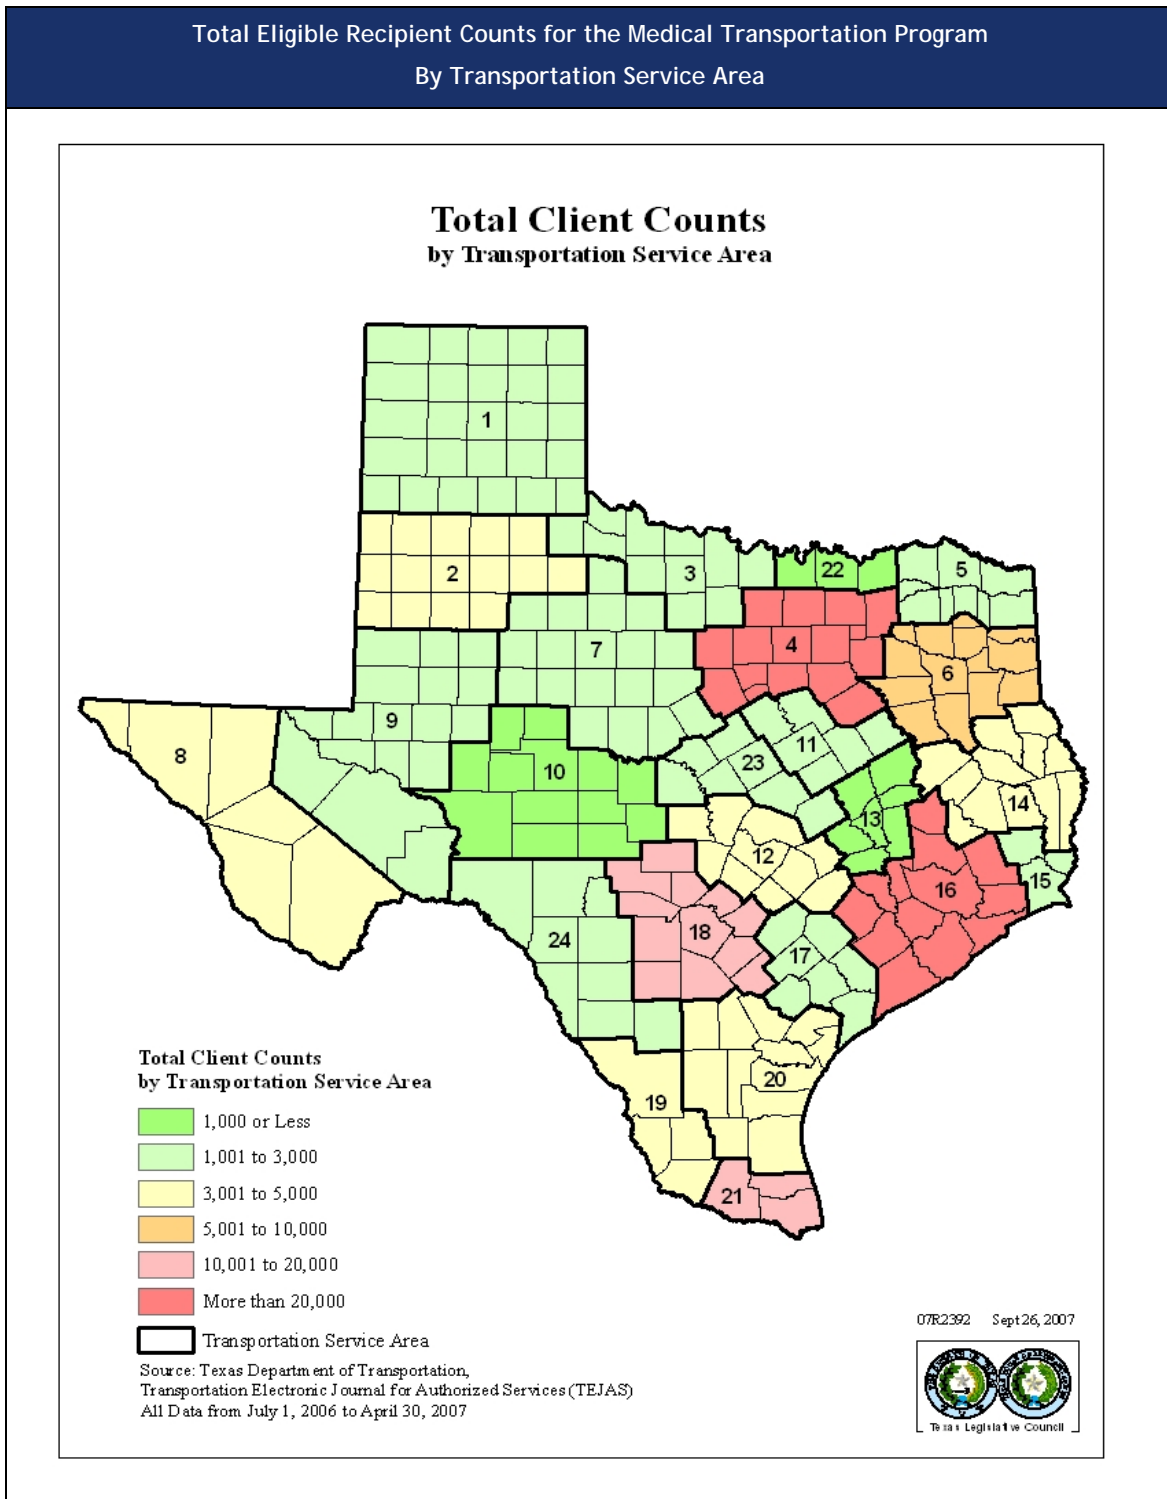 Total Eligible Recipient Counts for the Medical Transportation Program
By Transportation Service Area
Total Client Counts
by Transportation Service Area
1
2
3
22
5
4
7
6
9
8
11
23
10
14
13
12
15
16
18
17
24
20
19
21
Total Client Counts
by Transportation Service Area
1,000 or Less
1,001 to 3,000
3,001 to 5,000
5,001 to 10,000
10,001 to 20,000
More than 20,000
Transportation Service Area
Source: Texas Department of Transportation,
Transportation Electronic Journal for Authorized Services (TEJAS)
All Data from July 1, 2006 to April 30, 2007
07R2392 Sept 26, 2007
Texas Legislative Council